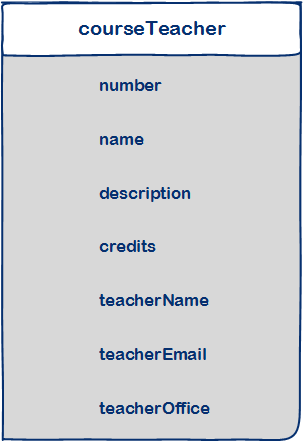 courseTeacher
number
name
description
credits
teacherName
teacherEmail
teacherOffice